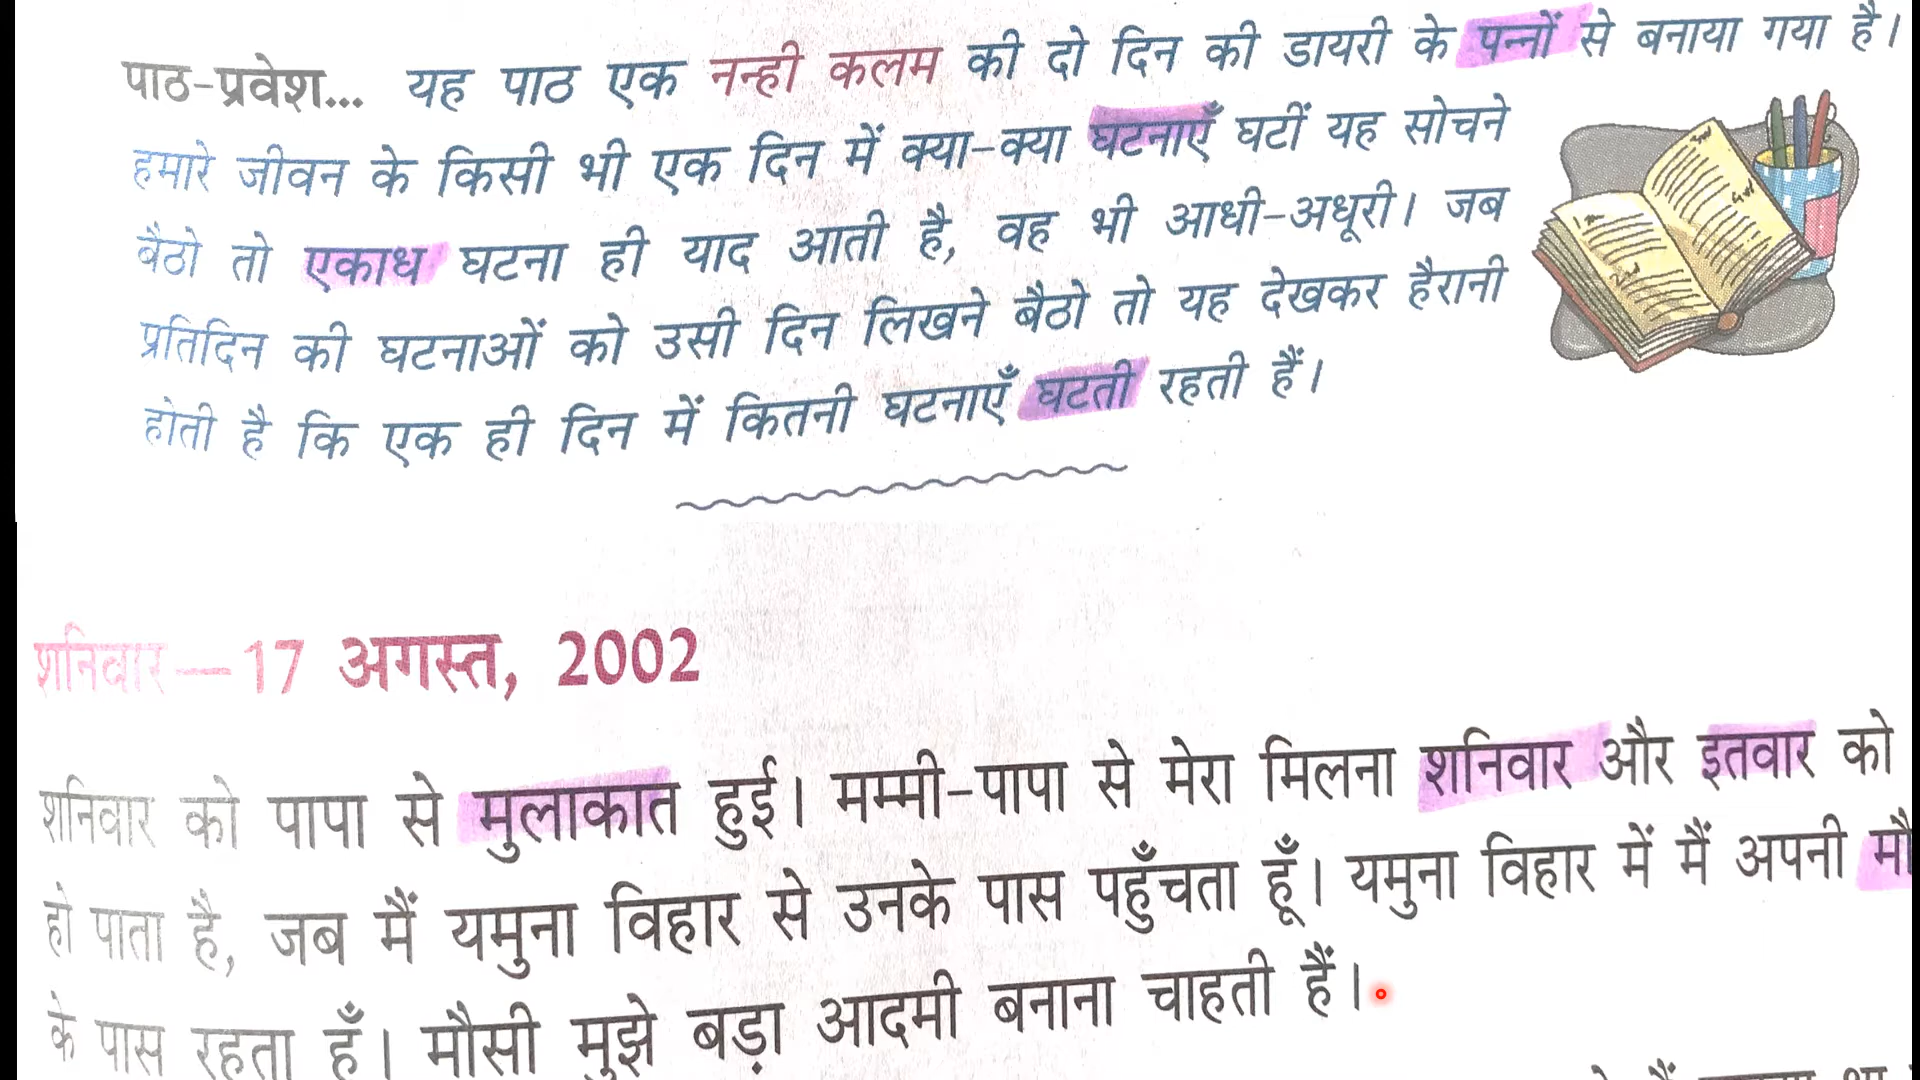 पाठ-प्रवेश... यह पाठ एक नन्ही कलम की दो दिन की डायरी के पन्नों से बनाया गया है।
हमारे जीवन के किसी भी एक दिन में क्या-क्या घटनाएँ घटीं यह सोचने
बैठो तो एकाध घटना ही याद आती है, वह भी आधी-अधूरी। जब
प्रतिदिन की घटनाओं को उसी दिन लिखने बैठो तो यह देखकर हैरानी
होती है कि एक ही दिन में कितनी घटनाएँ घटती रहती हैं।
शनिवार—17 अगस्त, 2002
शनिवार को पापा से मुलाकात हुई। मम्मी-पापा से मेरा मिलना शनिवार और इतवार को
हो पाता है, जब मैं यमुना विहार से उनके पास पहुँचता हूँ। यमुना विहार में मैं अपनी
के पास रहता हूँ। मौसी मुझे बड़ा आदमी बनाना चाहती हैं।